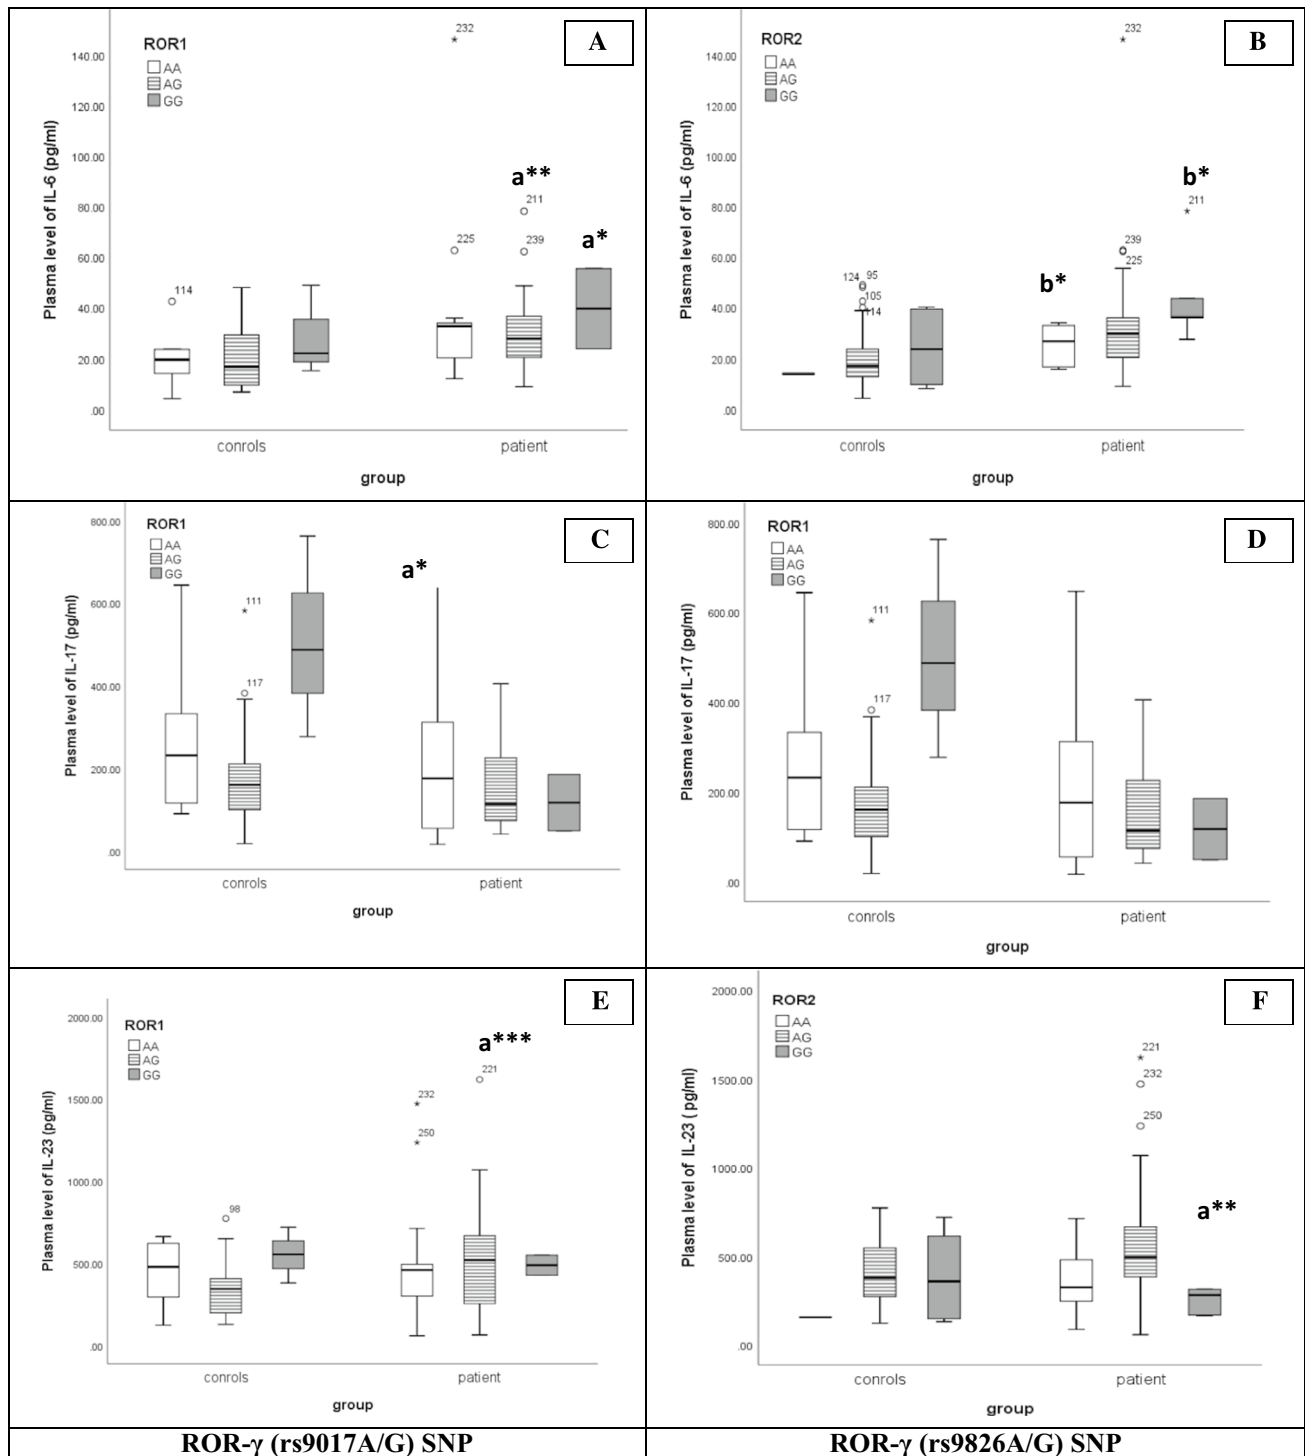 A
ROR1
AA
AG
GG
Plasma level of IL-6 (pg/ml)
140.00
120.00
100.00
80.00
60.00
40.00
20.00
.00
232
a**
211
225
239
a*
114
conrols
patient
group
B
ROR2
AA
AG
GG
Plasma level of IL-6 (pg/ml)
140.00
120.00
100.00
80.00
60.00
40.00
20.00
.00
232
b*
211
239
225
b*
124
95
105
114
conrols
patient
group
C
ROR1
AA
AG
GG
Plasma level of IL-17 (pg/ml)
800.00
600.00
400.00
200.00
.00
a*
111
117
conrols
patient
group
D
ROR1
AA
AG
GG
Plasma level of IL-17 (pg/ml)
800.00
600.00
400.00
200.00
.00
111
117
conrols
patient
group
E
ROR1
AA
AG
GG
Plasma level of IL-23 (pg/ml)
2000.00
1500.00
1000.00
500.00
.00
a***
221
232
250
98
conrols
patient
group
F
ROR2
AA
AG
GG
Plasma level of IL-23 ( pg/ml)
2000.00
1500.00
1000.00
500.00
.00
221
232
250
a**
conrols
patient
group
ROR-γ (rs9017A/G) SNP
ROR-γ (rs9826A/G) SNP